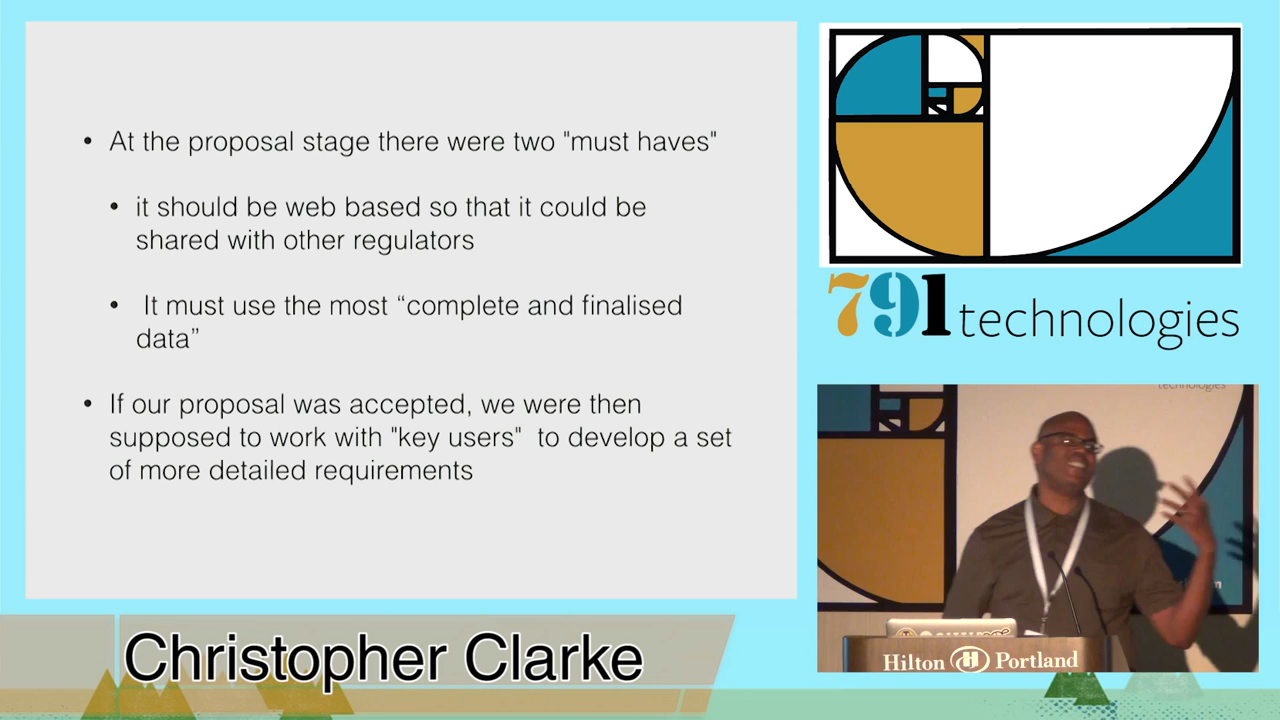 • At the proposal stage there were two "must haves"
• it should be web based so that it could be
shared with other regulators
• It must use the most “complete and finalised
data”
• If our proposal was accepted, we were then
supposed to work with "key users" to develop a set
of more detailed requirements
791 technologies
technologies
Hilton H Portland
Christopher Clarke